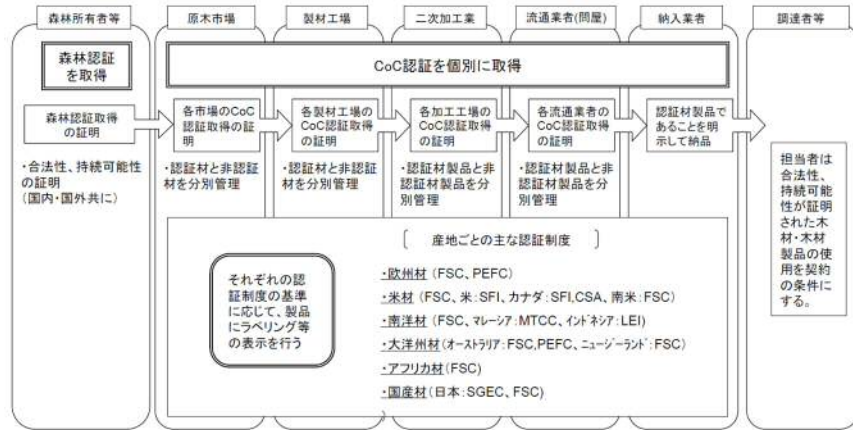 森林所有者等
原木市場
製材工場
二次加工業
流通業者(問屋)
納入業者
調達者等
森林認証
を取得
CoC認証を個別に取得
森林認証取得
の証明
各市場のCoC
認証取得の証明
各製材工場の
CoC認証取得
の証明
各加工工場の
CoC認証取得
の証明
各流通業者の
CoC認証取得
の証明
認証材製品で
あることを明
示して納品
・合法性、持続可能性
の証明
(国内・国外共に)
・認証材と非認証
材を分別管理
・認証材と非認証
材を分別管理
・認証材製品と非
認証材製品を分
別管理
・認証材製品と非
認証材製品を分
別管理
担当者は
合法性、
持続可能
性が証明
された木
材・木材
製品の使
用を契約
の条件に
する。
それぞれの認
証制度の基準
に応じて、製品
にラベリング等
の表示を行う
〔 産地ごとの主な認証制度 〕
・欧州材 (FSC、PEFC)
・米材 (FSC、米:SFI、カナダ:SFI,CSA、南米:FSC)
・南洋材 (FSC、マレーシア:MTCC、インドネシア:LEI)
・大洋州材(オーストラリア:FSC,PEFC、ニュージーランド:FSC)
・アフリカ材(FSC)
・国産材(日本:SGEC、FSC)